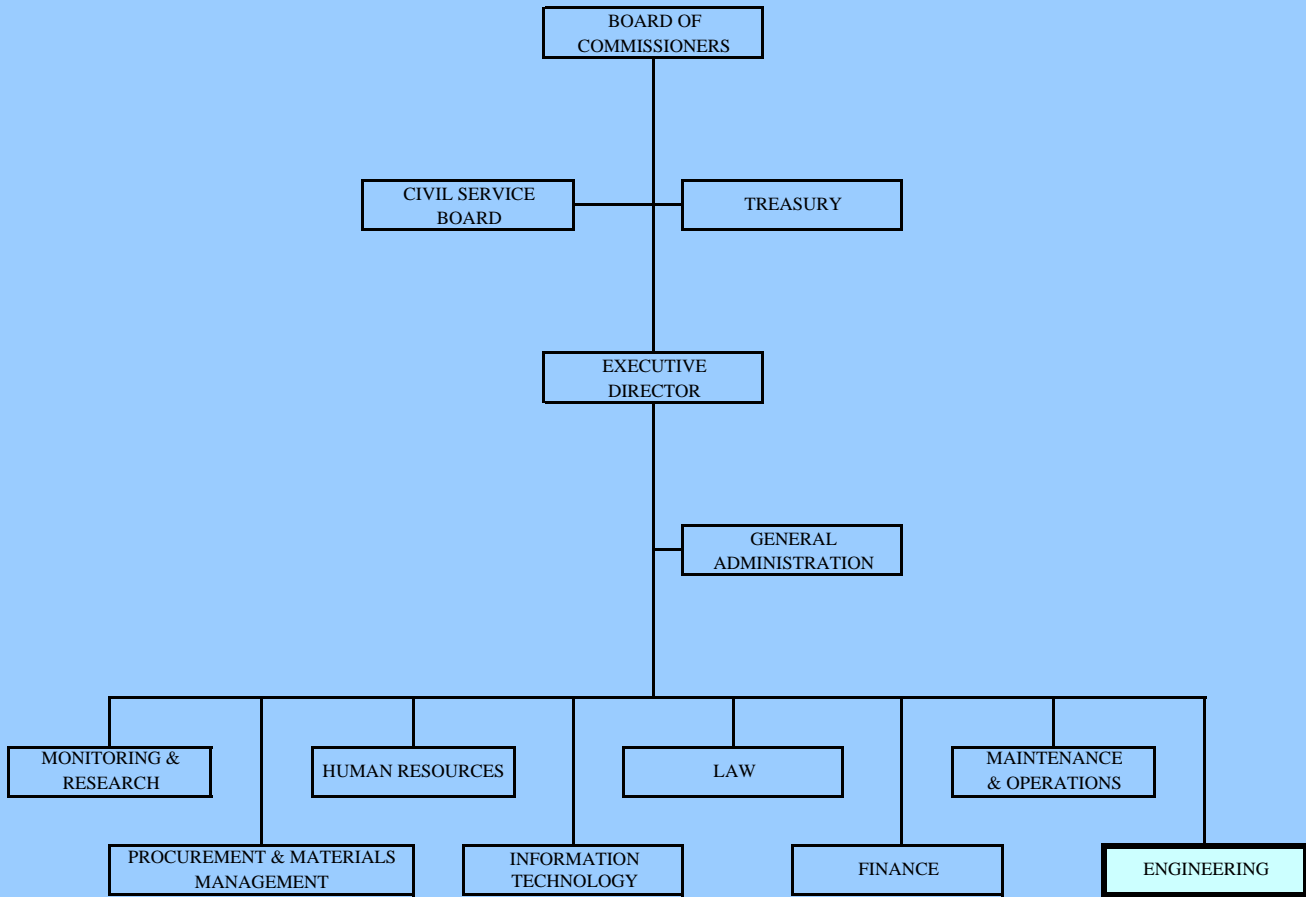 BOARD OF
COMMISSIONERS
CIVIL SERVICE
BOARD
TREASURY
EXECUTIVE
DIRECTOR
GENERAL
ADMINISTRATION
MONITORING &
RESEARCH
HUMAN RESOURCES
LAW
MAINTENANCE
& OPERATIONS
PROCUREMENT & MATERIALS
MANAGEMENT
INFORMATION
TECHNOLOGY
FINANCE
ENGINEERING